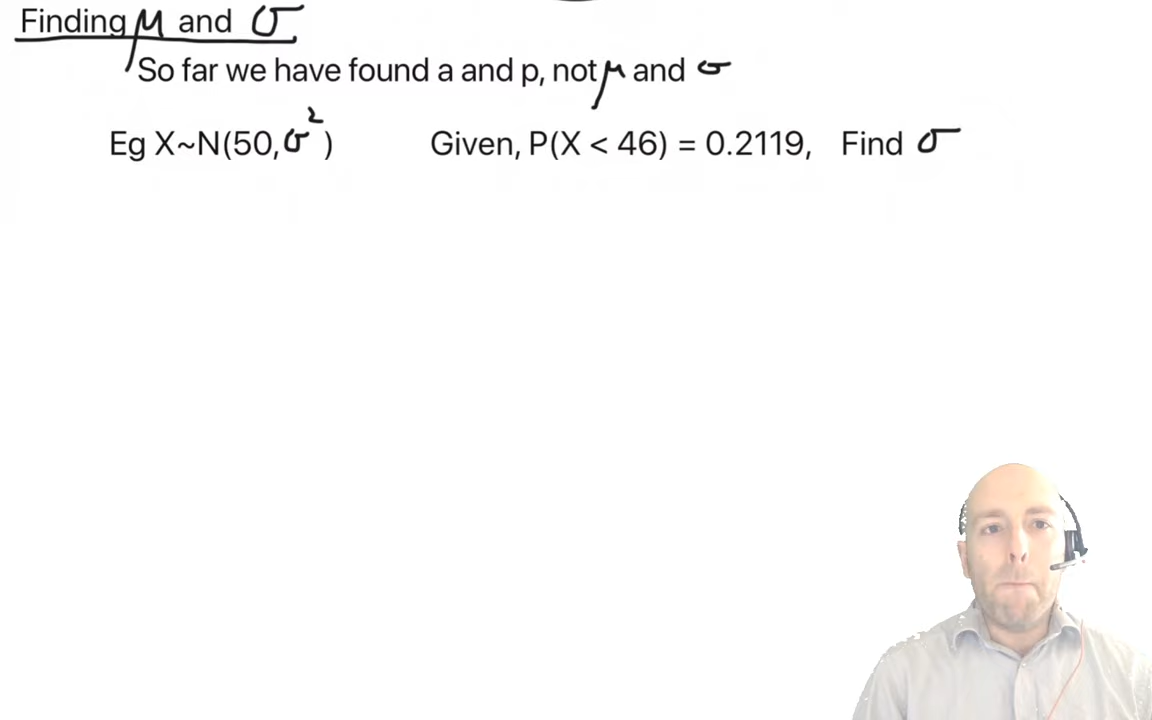 Finding μ and σ
So far we have found a and p, not μ and σ
Eg X~N(50,σ²) Given, P(X < 46) = 0.2119, Find σ